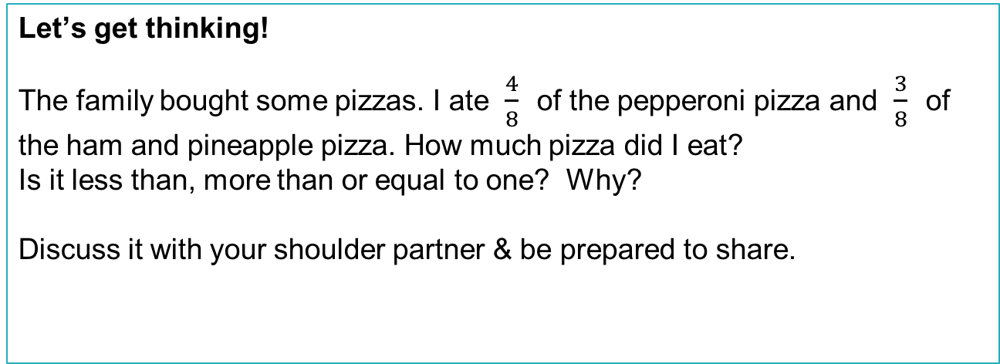 Let’s get thinking!
The family bought some pizzas. I ate 4/8 of the pepperoni pizza and 3/8 of
the ham and pineapple pizza. How much pizza did I eat?
Is it less than, more than or equal to one?  Why?
Discuss it with your shoulder partner & be prepared to share.